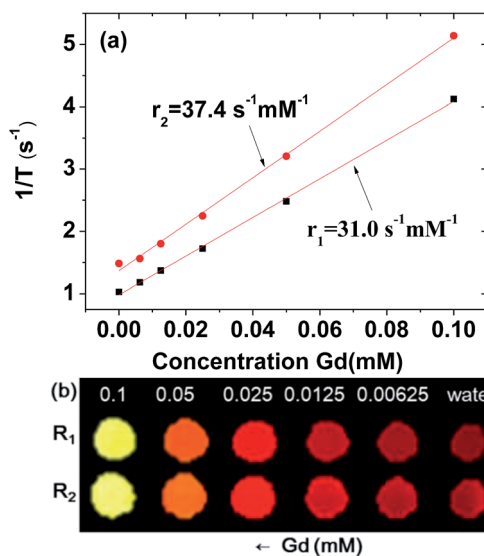 (a)
5
4
3
2
1
1/T (s⁻¹)
r₂=37.4 s⁻¹mM⁻¹
r₁=31.0 s⁻¹mM⁻¹
0.00 0.02 0.04 0.06 0.08 0.10
Concentration Gd(mM)
(b)
0.1 0.05 0.025 0.0125 0.00625 wate
R₁
R₂
← Gd (mM)